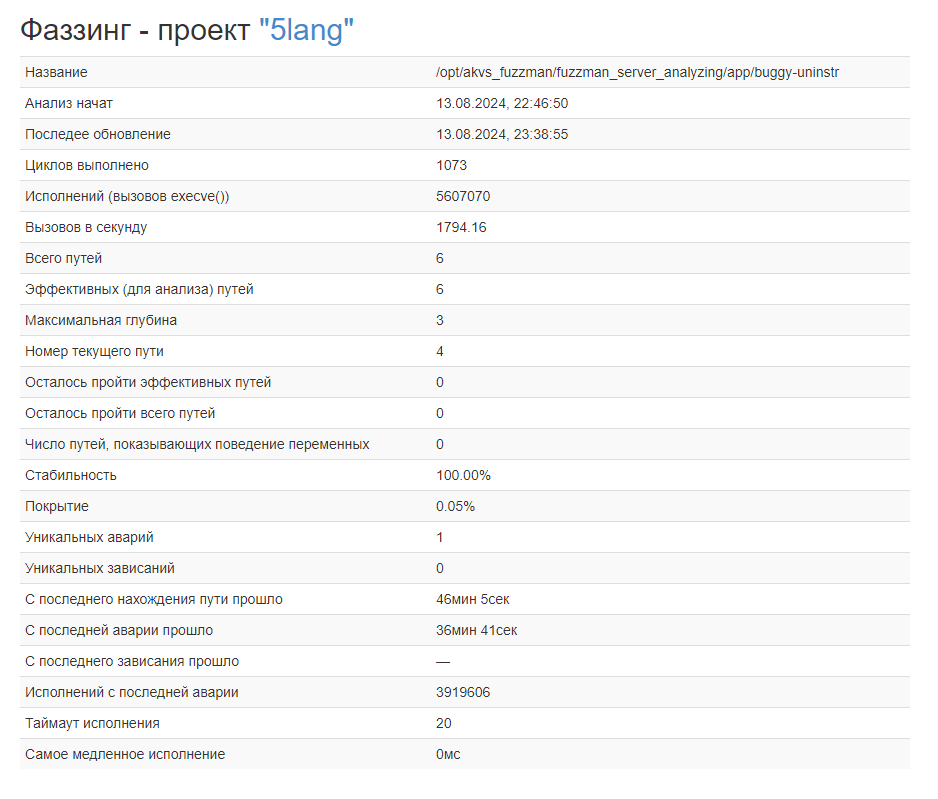 Фаззинг - проект "5lang"
Название /opt/akvs_fuzzman/fuzzman_server_analyzing/app/buggy-uninstr
Анализ начат 13.08.2024, 22:46:50
Последее обновление 13.08.2024, 23:38:55
Циклов выполнено 1073
Исполнений (вызовов execve()) 5607070
Вызовов в секунду 1794.16
Всего путей 6
Эффективных (для анализа) путей 6
Максимальная глубина 3
Номер текущего пути 4
Осталось пройти эффективных путей 0
Осталось пройти всего путей 0
Число путей, показывающих поведение переменных 0
Стабильность 100.00%
Покрытие 0.05%
Уникальных аварий 1
Уникальных зависаний 0
С последнего нахождения пути прошло 46мин 5сек
С последней аварии прошло 36мин 41сек
С последнего зависания прошло —
Исполнений с последней аварии 3919606
Таймаут исполнения 20
Самое медленное исполнение 0мс